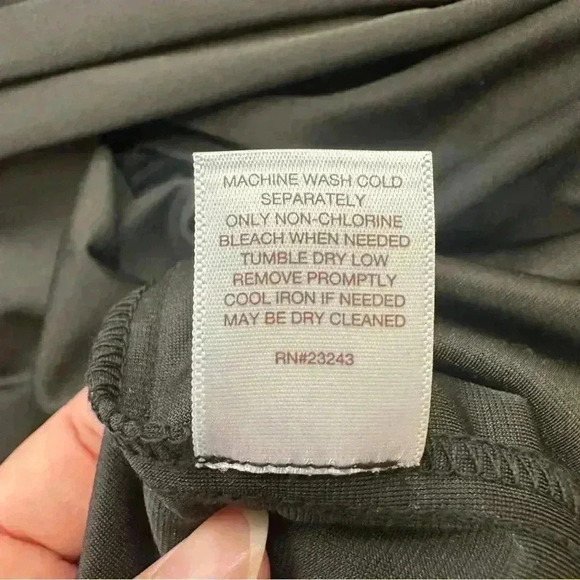 MACHINE WASH COLD
SEPARATELY
ONLY NON-CHLORINE
BLEACH WHEN NEEDED
TUMBLE DRY LOW
REMOVE PROMPTLY
COOL IRON IF NEEDED
MAY BE DRY CLEANED
RN#23243